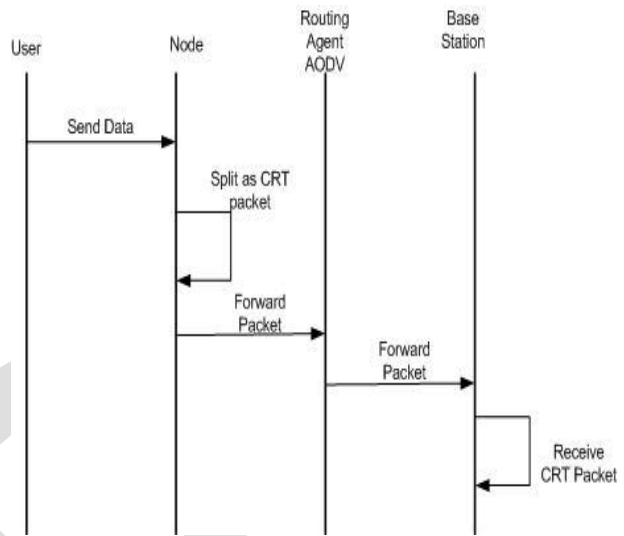 User
Node
Routing
Agent
AODV
Base
Station
Send Data
Split as CRT
packet
Forward
Packet
Forward
Packet
Receive
CRT Packet